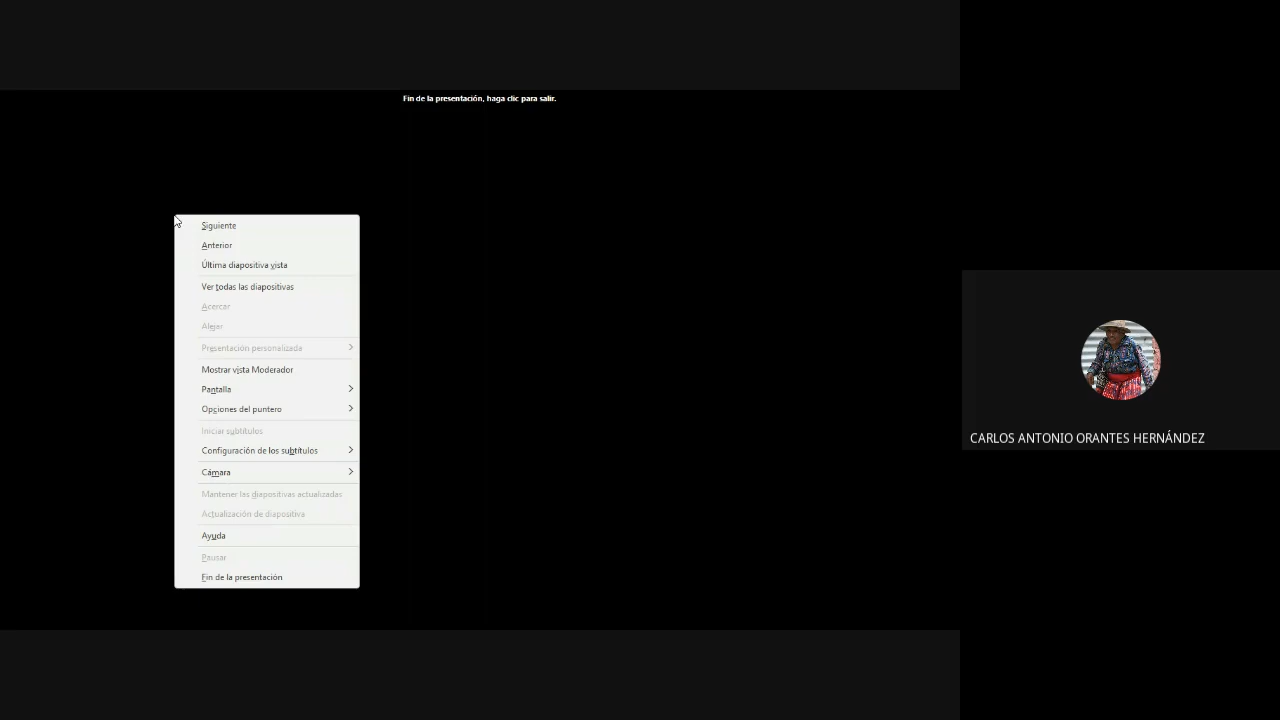 Fin de la presentación, haga clic para salir.
Siguiente
Anterior
Última diapositiva vista
Ver todas las diapositivas
Acercar
Alejar
Presentación personalizada
Mostrar vista Moderador
Pantalla
Opciones del puntero
Iniciar subtítulos
Configuración de los subtítulos
Cámara
Mantener las diapositivas actualizadas
Actualización de diapositiva
Ayuda
Pausar
Fin de la presentación
CARLOS ANTONIO ORANTES HERNÁNDEZ